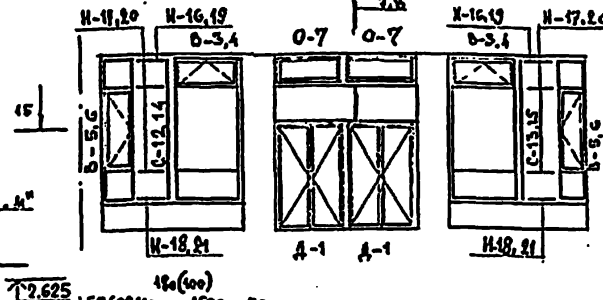 Н-17,20 Н-16,19 Н-16,19 Н-17,20
В-3,4 О-7 О-7 В-3,4
15
В-5,6 С-12,14 С-13,15 В-5,6
Н-18,21 Д-1 Д-1 Н-18,21
2.625 180(100)